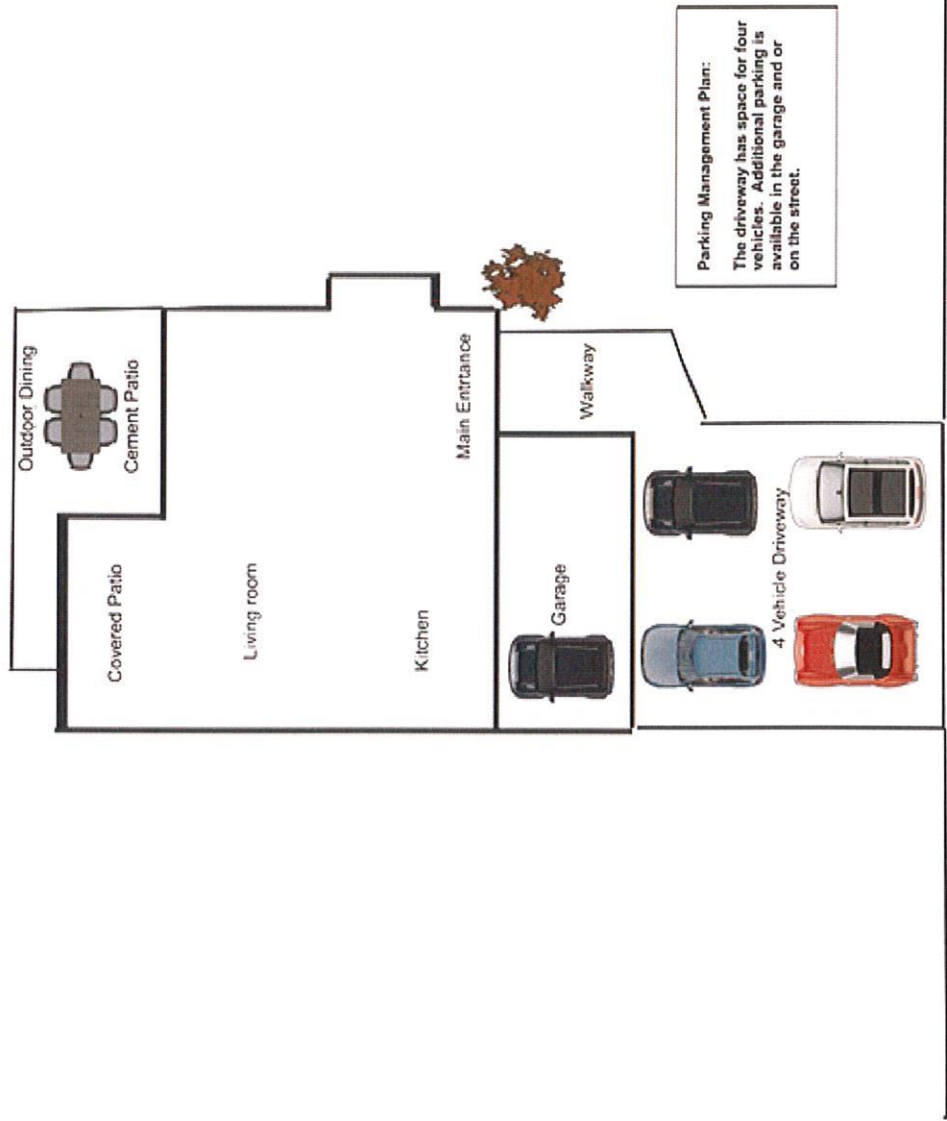 Outdoor Dining
Cement Patio
Covered Patio
Living room
Kitchen
Main Entrtance
Garage
Walkway
4 Vehicle Driveway
Parking Management Plan:
The driveway has space for four
vehicles. Additional parking is
available in the garage and or
on the street.